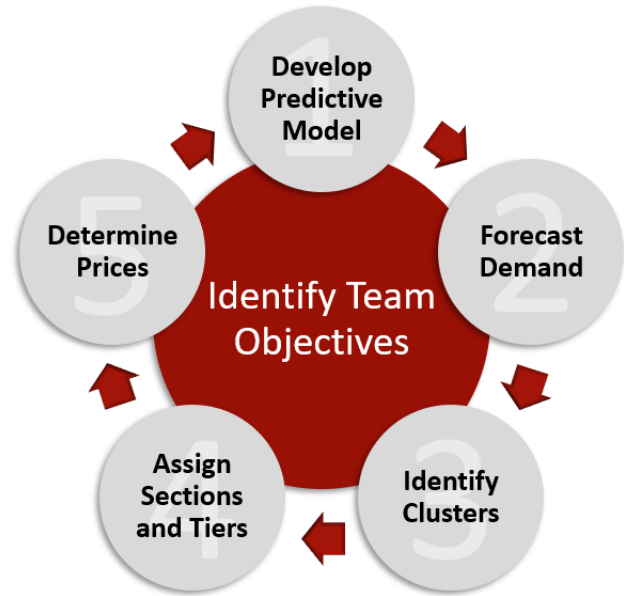 1
Develop
Predictive
Model
2
Forecast
Demand
3
Identify
Clusters
4
Assign
Sections
and Tiers
5
Determine
Prices
Identify Team
Objectives